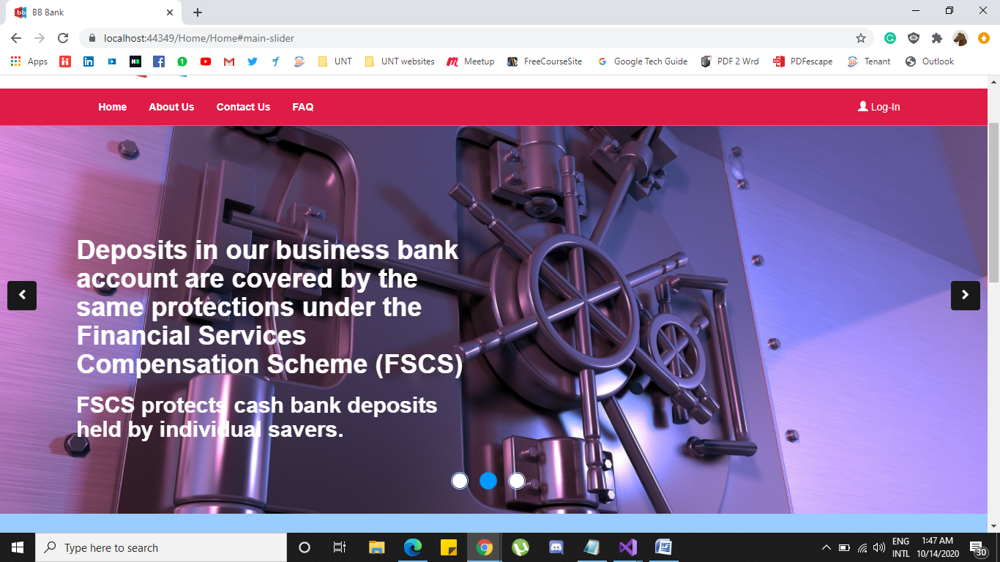 bb BB Bank
localhost:44349/Home/Home#main-slider
Apps UNT UNT websites Meetup FreeCourseSite Google Tech Guide PDF 2 Wrd PDFescape Tenant Outlook
Home About Us Contact Us FAQ Log-In
Deposits in our business bank
account are covered by the
same protections under the
Financial Services
Compensation Scheme (FSCS)
FSCS protects cash bank deposits
held by individual savers.
Type here to search
ENG
INTL
1:47 AM
10/14/2020
30